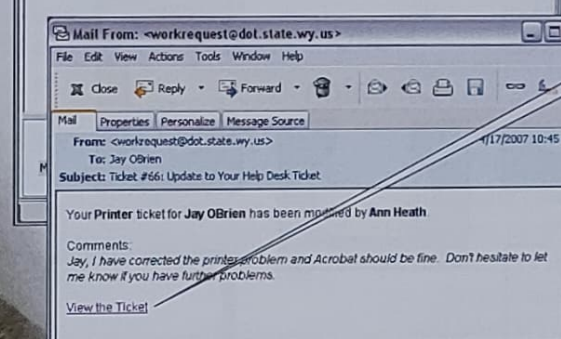 Mail From: <workrequest@dot.state.wy.us>
File Edit View Actions Tools Window Help
Close Reply Forward
Mail Properties Personalize Message Source
From: <workrequest@dot.state.wy.us> 4/17/2007 10:45
To: Jay OBrien
Subject: Ticket #66: Update to Your Help Desk Ticket
Your Printer ticket for Jay OBrien has been modified by Ann Heath
Comments:
Jay, I have corrected the printer problem and Acrobat should be fine. Don't hesitate to let
me know if you have further problems.
View the Ticket